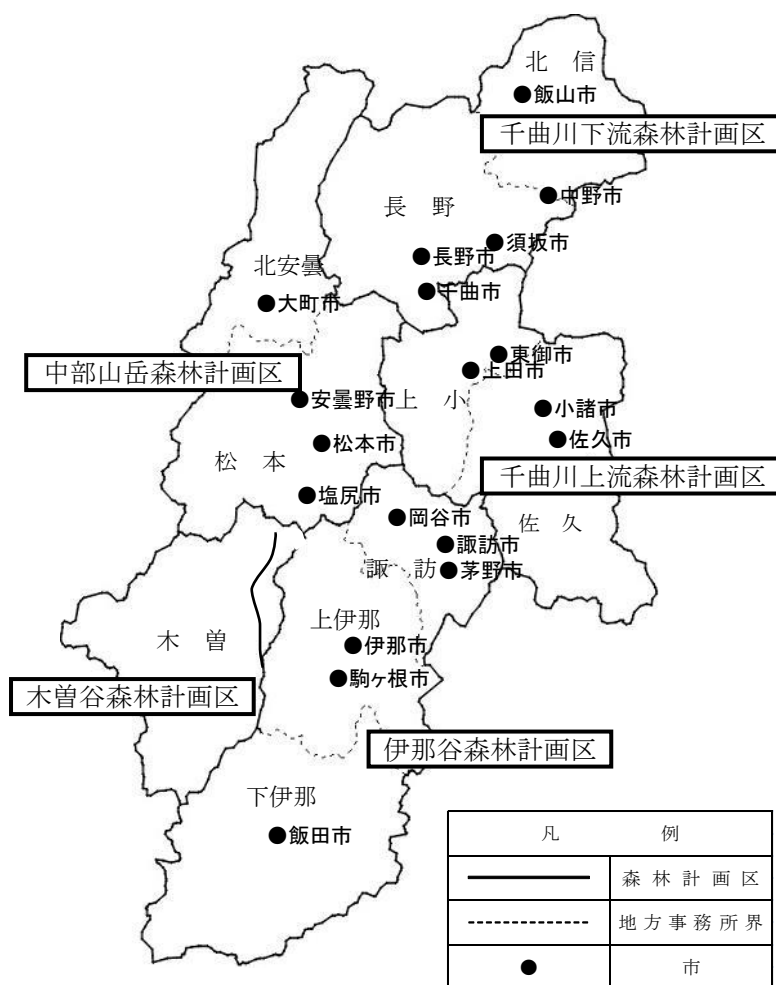 北 信
飯山市
千曲川下流森林計画区
中野市
長 野
須坂市
長野市
北安曇
千曲市
大町市
東御市
上田市
中部山岳森林計画区
安曇野市
上 小
小諸市
佐久市
松本市
松 本
千曲川上流森林計画区
塩尻市
岡谷市
佐 久
諏訪市
諏 訪
茅野市
上伊那
木 曽
伊那市
駒ヶ根市
木曽谷森林計画区
伊那谷森林計画区
下伊那
飯田市
凡 例
森林計画区
地方事務所界
市